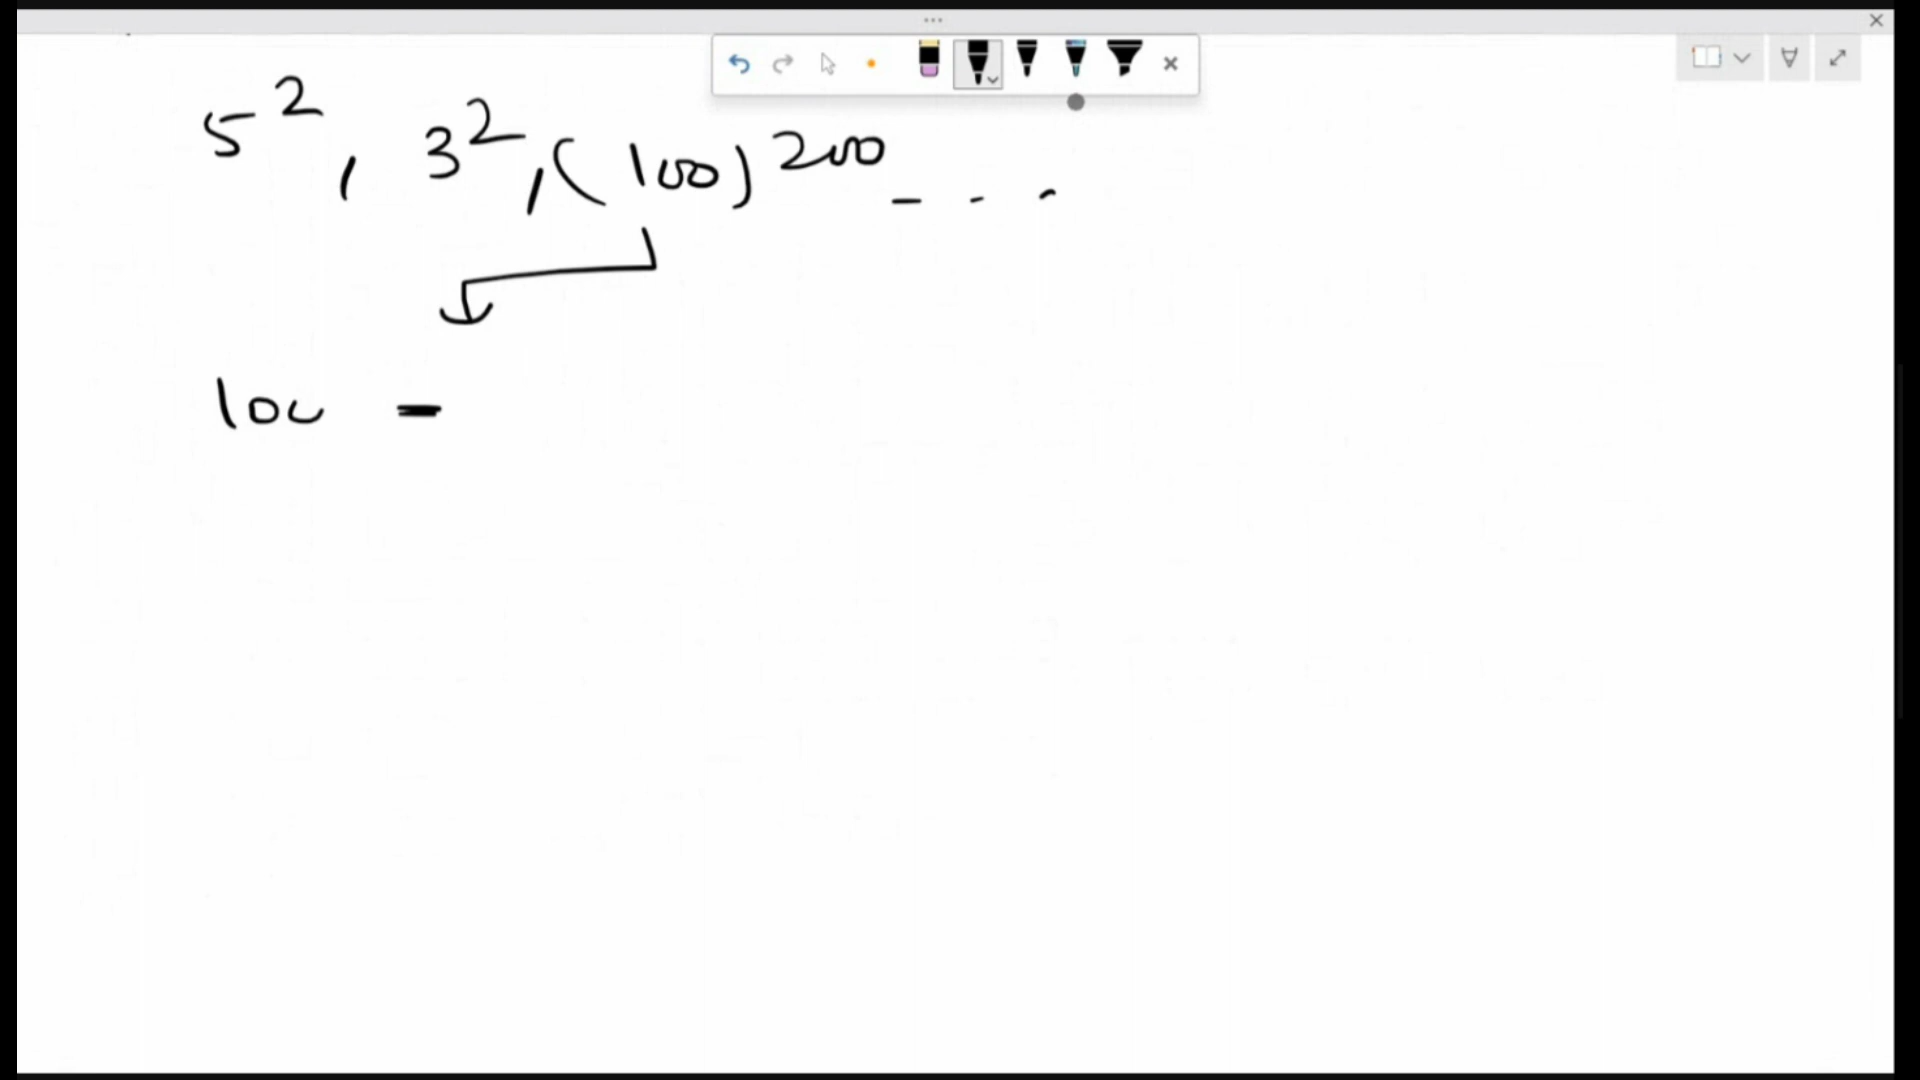 5², 3², (100)²⁰⁰ - - -
100 =